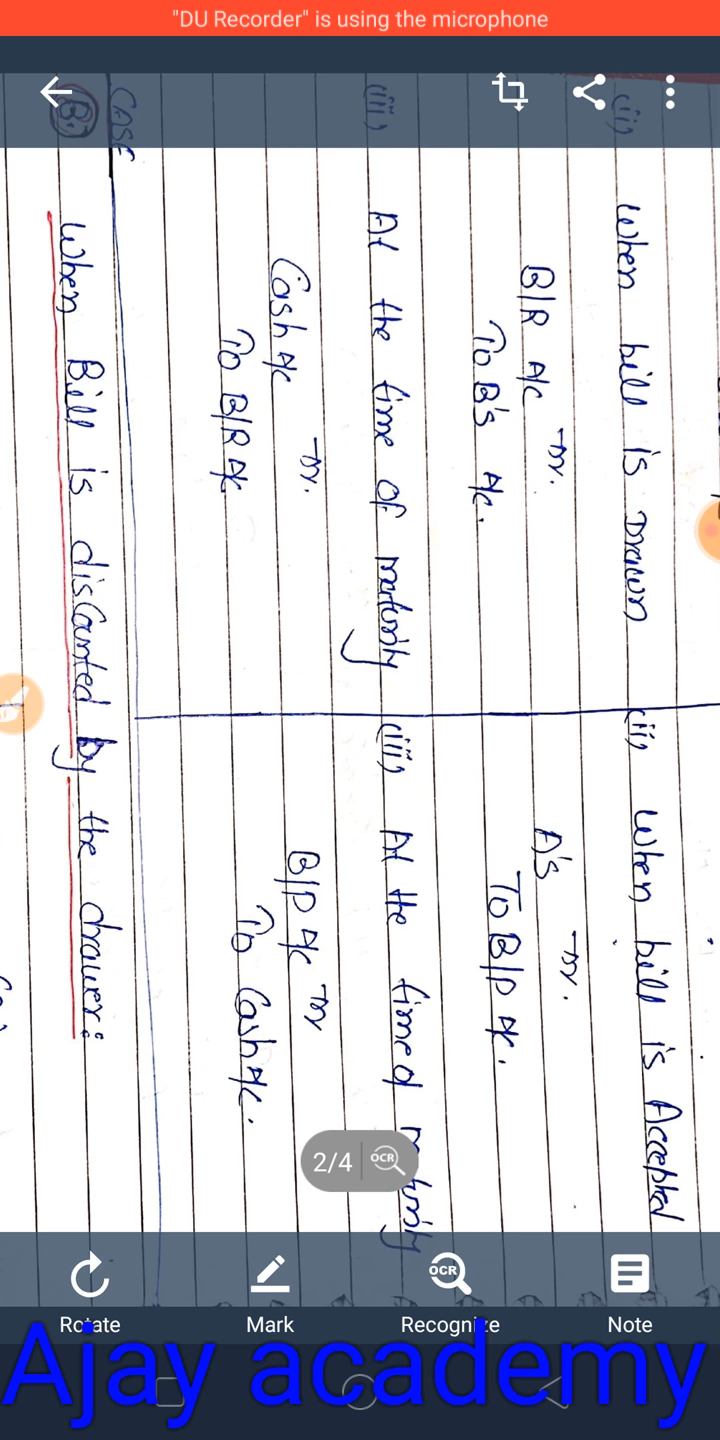 "DU Recorder" is using the microphone
(ii) When bill is Drawn
B/R A/c Dr.
To B's A/c.
(iii) At the time of maturity
Cash A/c Dr.
To B/R A/c
(ii) When bill is Accepted
A's Dr.
To B/P A/c.
(iii) At the time of maturity
B/P A/c Dr
To Cash A/c.
CASE
(B) When Bill is discounted by the drawer:
2/4 OCR
OCR
Rotate Mark Recognize Note
Ajay academy